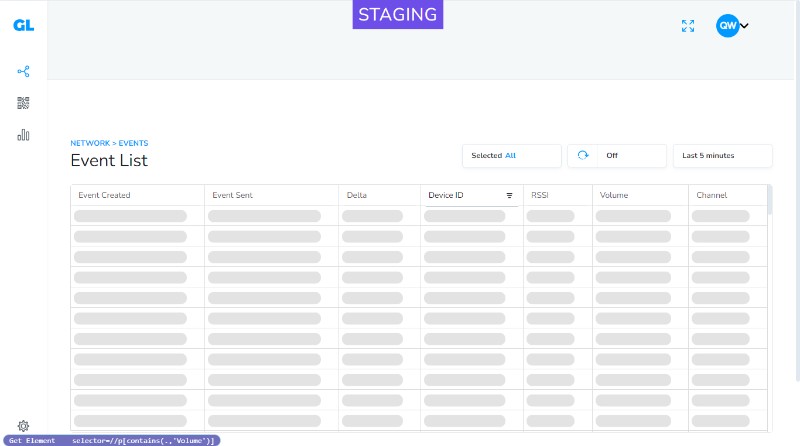 STAGING
GL
QW
NETWORK > EVENTS
Event List
Selected All
Off
Last 5 minutes
Event Created Event Sent Delta Device ID RSSI Volume Channel
Get Element selector=//p[contains(.,'Volume')]